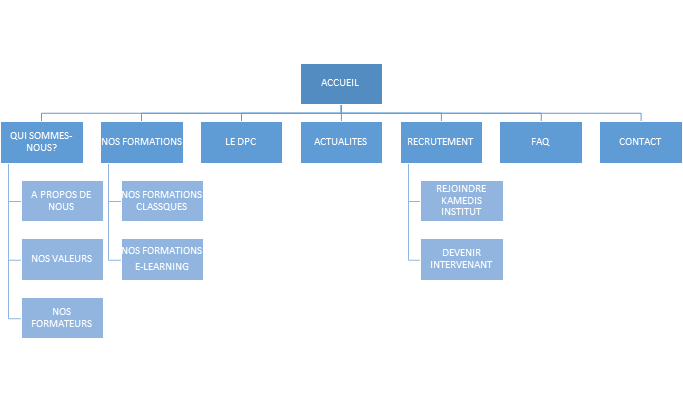 ACCUEIL
QUI SOMMES-
NOUS?
NOS FORMATIONS
LE DPC
ACTUALITES
RECRUTEMENT
FAQ
CONTACT
A PROPOS DE
NOUS
NOS VALEURS
NOS
FORMATEURS
NOS FORMATIONS
CLASSQUES
NOS FORMATIONS
E-LEARNING
REJOINDRE
KAMEDIS
INSTITUT
DEVENIR
INTERVENANT